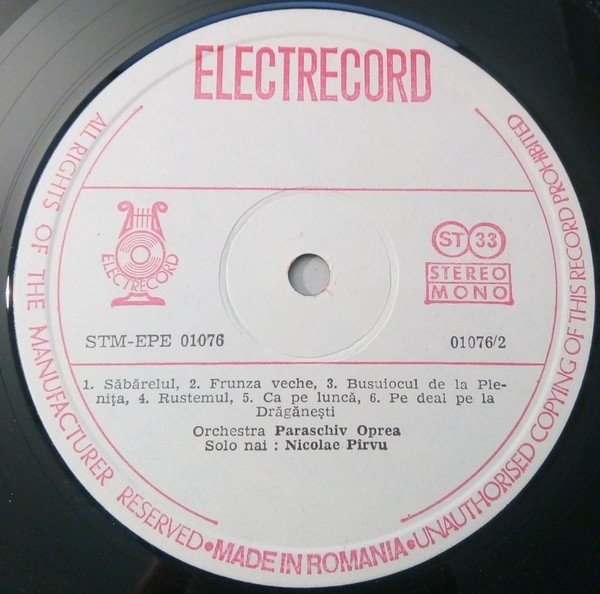 ELECTRECORD
ALL RIGHTS OF THE MANUFACTURER RESERVED • MADE IN ROMANIA • UNAUTHORISED COPYING OF THIS RECORD PROHIBITED
ELECTRECORD
ST 33
STEREO
MONO
STM-EPE 01076
01076/2
1. Săbărelul, 2. Frunza veche, 3. Busuiocul de la Ple-
nița, 4. Rustemul, 5. Ca pe luncă, 6. Pe deal pe la
Drăgănești
Orchestra Paraschiv Oprea
Solo nai : Nicolae Pîrvu